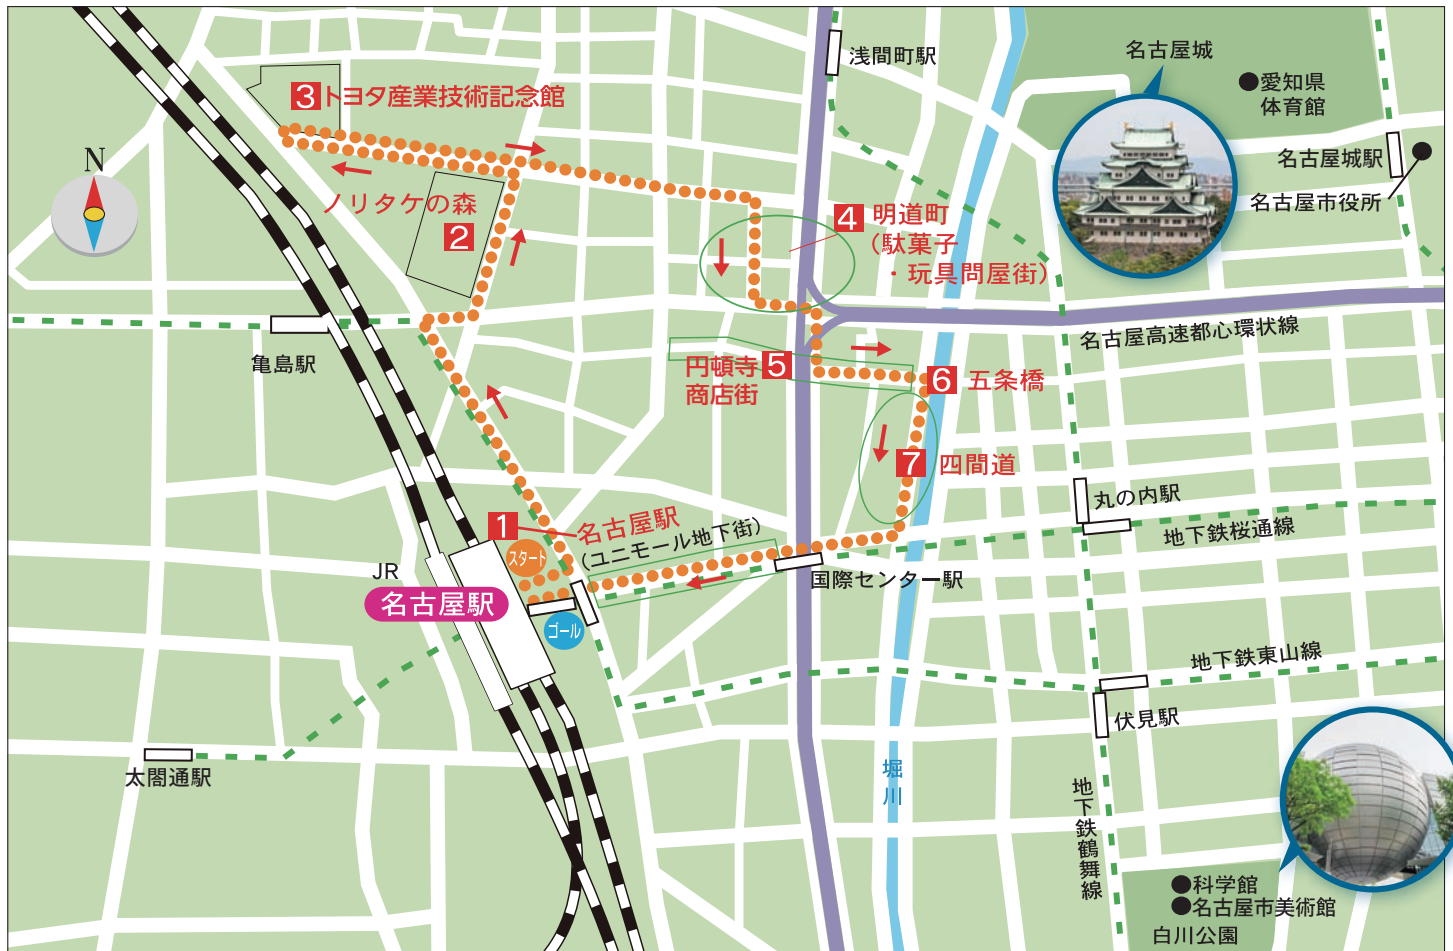 浅間町駅
名古屋城
愛知県
体育館
3 トヨタ産業技術記念館
N
名古屋城駅
名古屋市役所
ノリタケの森
2
4 明道町
（駄菓子
・玩具問屋街）
名古屋高速都心環状線
亀島駅
円頓寺 5
商店街
6 五条橋
7 四間道
丸の内駅
地下鉄桜通線
1 名古屋駅
（ユニモール地下街）
スタート
JR
名古屋駅
国際センター駅
ゴール
地下鉄東山線
伏見駅
太閤通駅
堀川
地下鉄鶴舞線
●科学館
●名古屋市美術館
白川公園